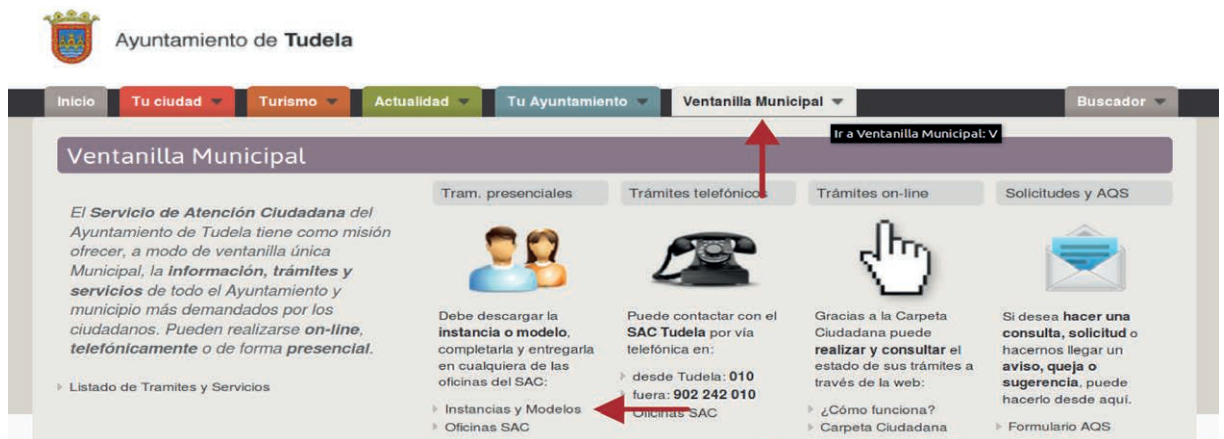 Ayuntamiento de Tudela
Inicio
Tu ciudad
Turismo
Actualidad
Tu Ayuntamiento
Ventanilla Municipal
Buscador
Ir a Ventanilla Municipal: V
Ventanilla Municipal
El Servicio de Atención Ciudadana del
Ayuntamiento de Tudela tiene como misión
ofrecer, a modo de ventanilla única
Municipal, la información, trámites y
servicios de todo el Ayuntamiento y
municipio más demandados por los
ciudadanos. Pueden realizarse on-line,
telefónicamente o de forma presencial.
Listado de Tramites y Servicios
Tram. presenciales
Debe descargar la
instancia o modelo,
completarla y entregarla
en cualquiera de las
oficinas del SAC:
Instancias y Modelos
Oficinas SAC
Trámites telefónicos
Puede contactar con el
SAC Tudela por vía
telefónica en:
desde Tudela: 010
fuera: 902 242 010
Oficinas SAC
Trámites on-line
Gracias a la Carpeta
Ciudadana puede
realizar y consultar el
estado de sus trámites a
través de la web:
¿Cómo funciona?
Carpeta Ciudadana
Solicitudes y AQS
Si desea hacer una
consulta, solicitud o
hacernos llegar un
aviso, queja o
sugerencia, puede
hacerlo desde aquí.
Formulario AQS